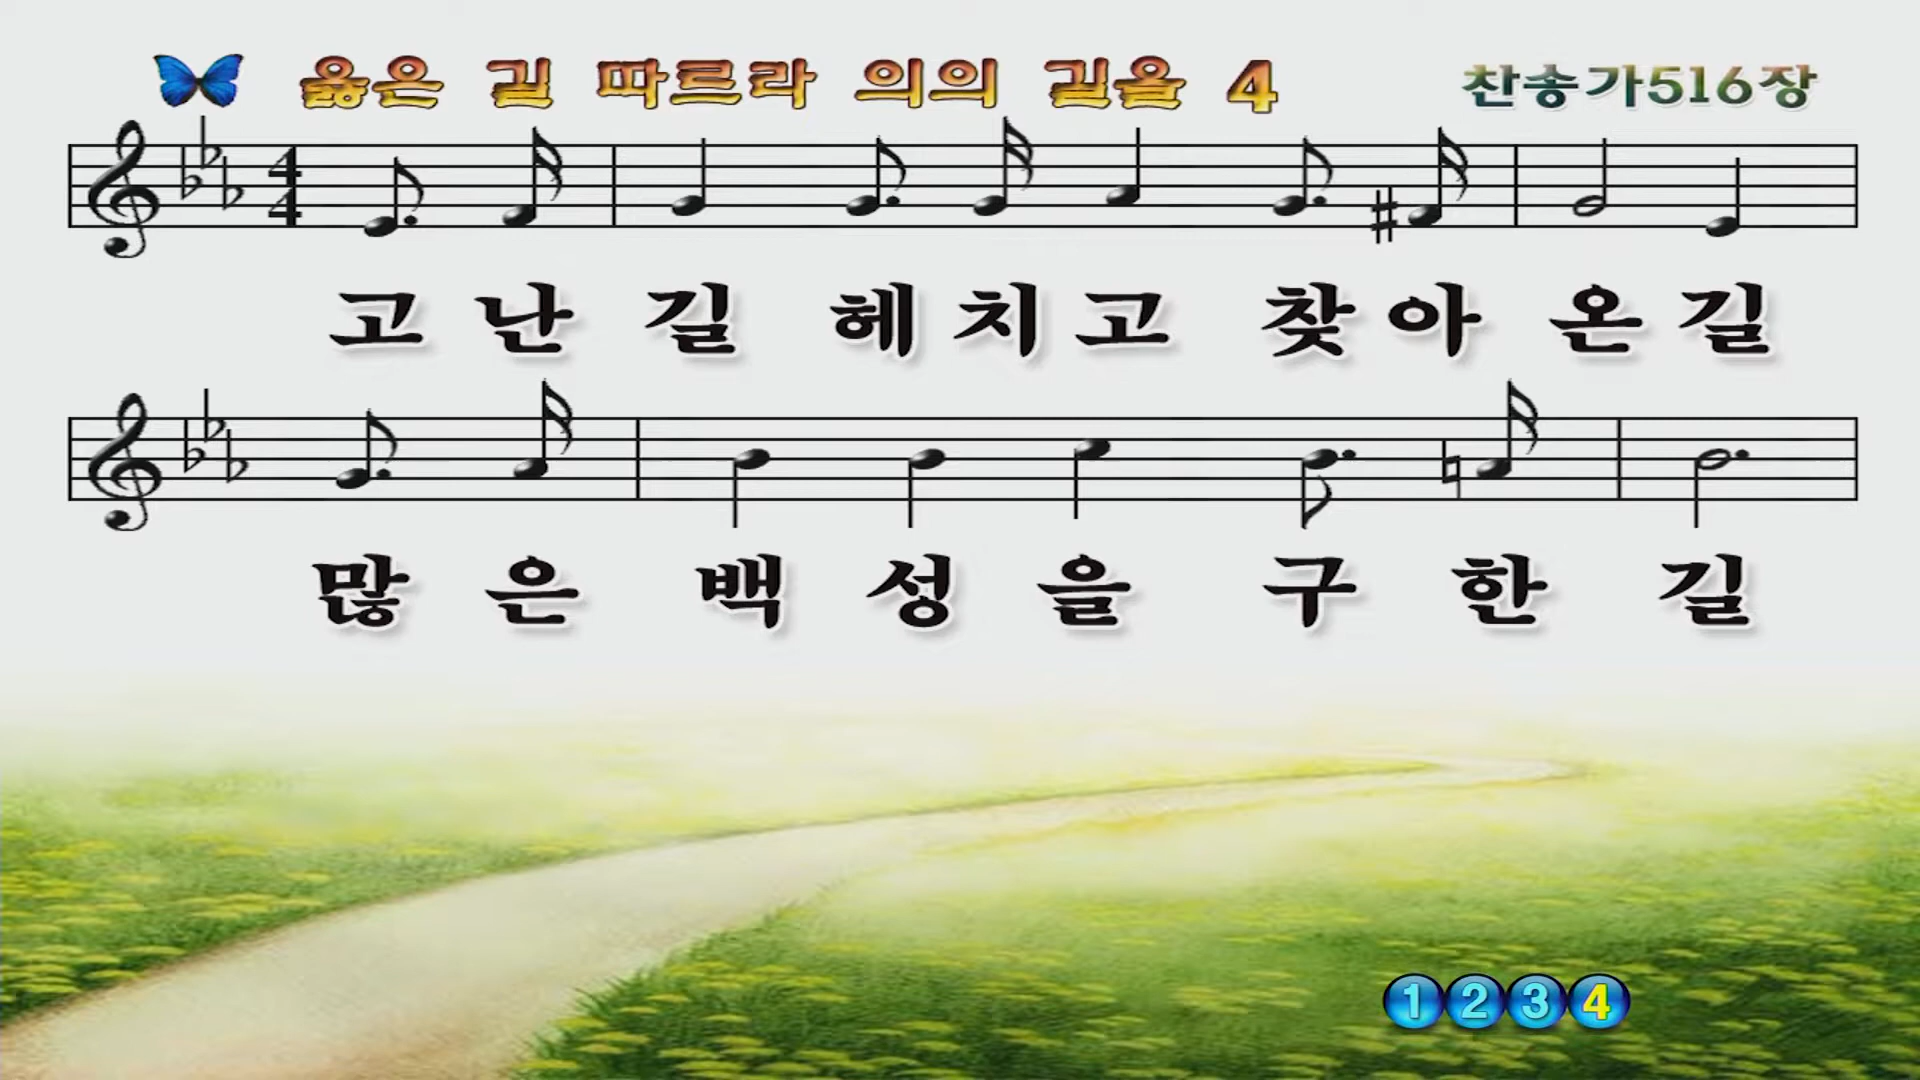 옳은 길 따르라 의의 길을 4 찬송가516장
고 난 길 헤 치 고 찾 아 온 길
많 은 백 성 을 구 한 길
1 2 3 4